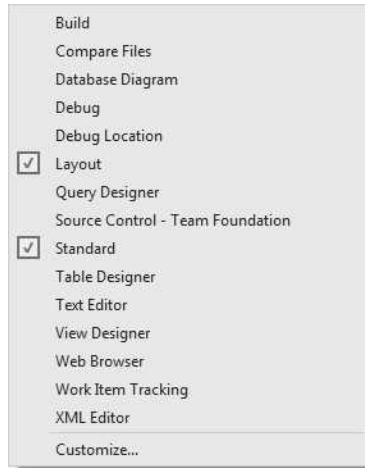 Build
Compare Files
Database Diagram
Debug
Debug Location
Layout
Query Designer
Source Control - Team Foundation
Standard
Table Designer
Text Editor
View Designer
Web Browser
Work Item Tracking
XML Editor
Customize...